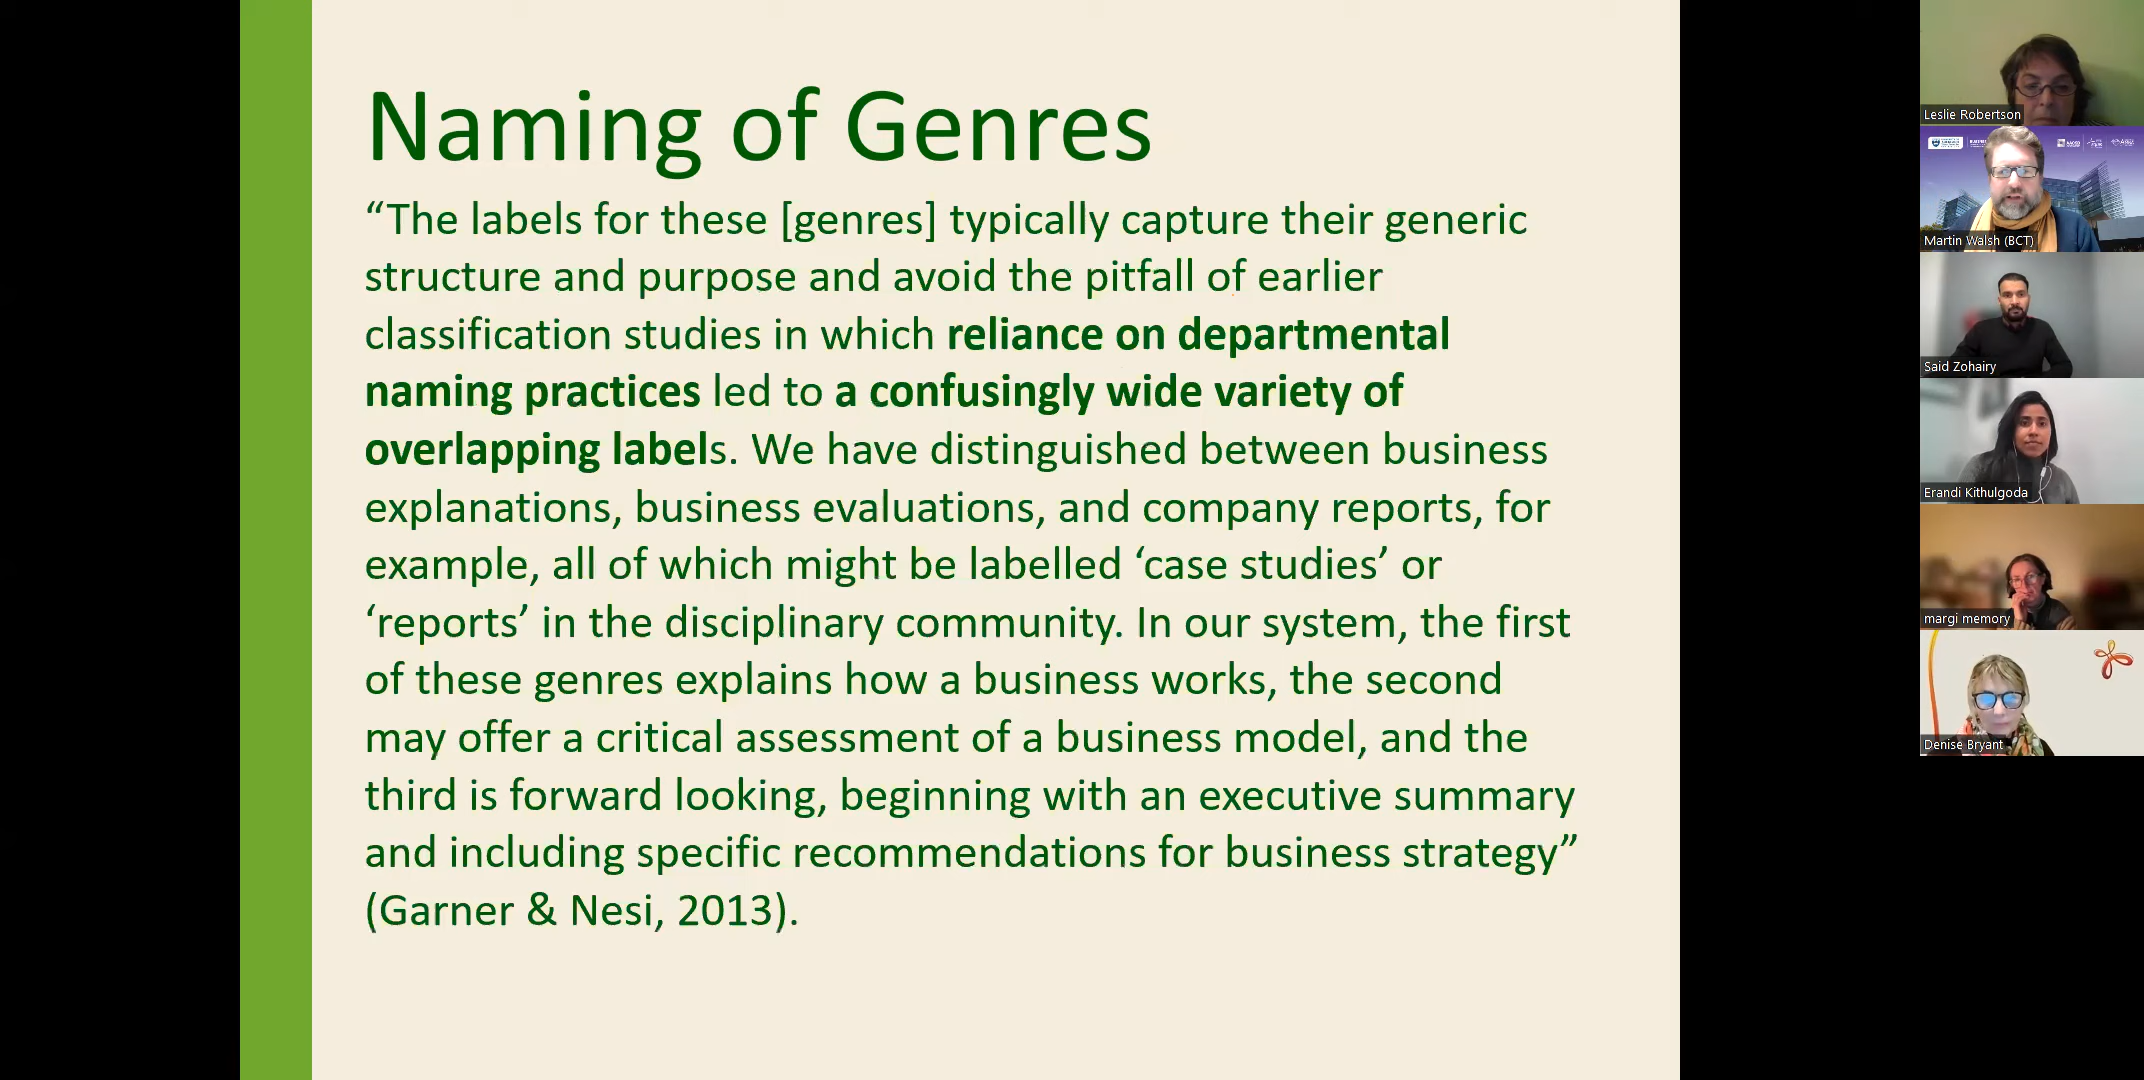 Naming of Genres
“The labels for these [genres] typically capture their generic
structure and purpose and avoid the pitfall of earlier
classification studies in which reliance on departmental
naming practices led to a confusingly wide variety of
overlapping labels. We have distinguished between business
explanations, business evaluations, and company reports, for
example, all of which might be labelled ‘case studies’ or
‘reports’ in the disciplinary community. In our system, the first
of these genres explains how a business works, the second
may offer a critical assessment of a business model, and the
third is forward looking, beginning with an executive summary
and including specific recommendations for business strategy”
(Garner & Nesi, 2013).
Leslie Robertson
Martin Walsh (BCT)
Said Zohairy
Erandi Kithulgoda
margi memory
Denise Bryant